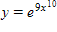 y = e^{9x^{10}}